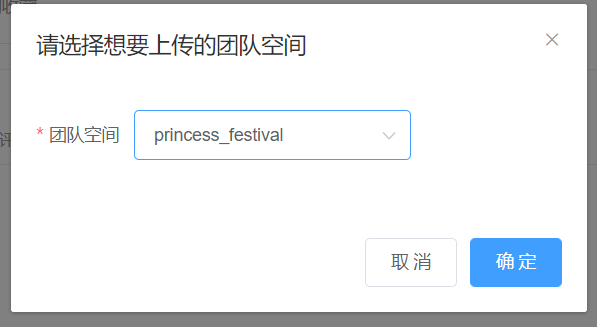 请选择想要上传的团队空间
* 团队空间 princess_festival
取消 确定